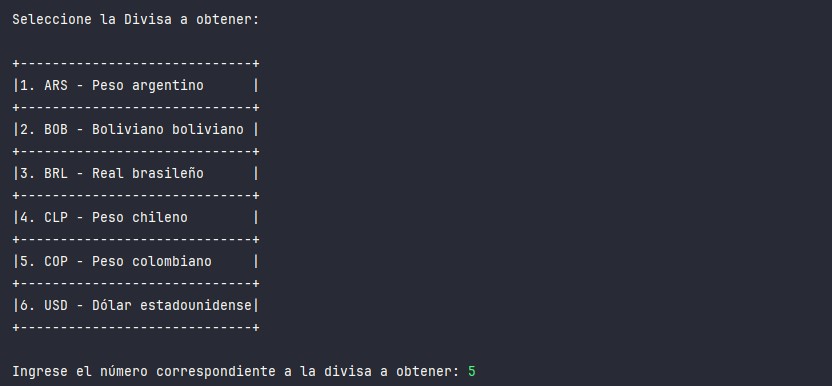 Seleccione la Divisa a obtener:
+-----------------------------+
|1. ARS - Peso argentino      |
+-----------------------------+
|2. BOB - Boliviano boliviano |
+-----------------------------+
|3. BRL - Real brasileño      |
+-----------------------------+
|4. CLP - Peso chileno        |
+-----------------------------+
|5. COP - Peso colombiano     |
+-----------------------------+
|6. USD - Dólar estadounidense|
+-----------------------------+
Ingrese el número correspondiente a la divisa a obtener: 5